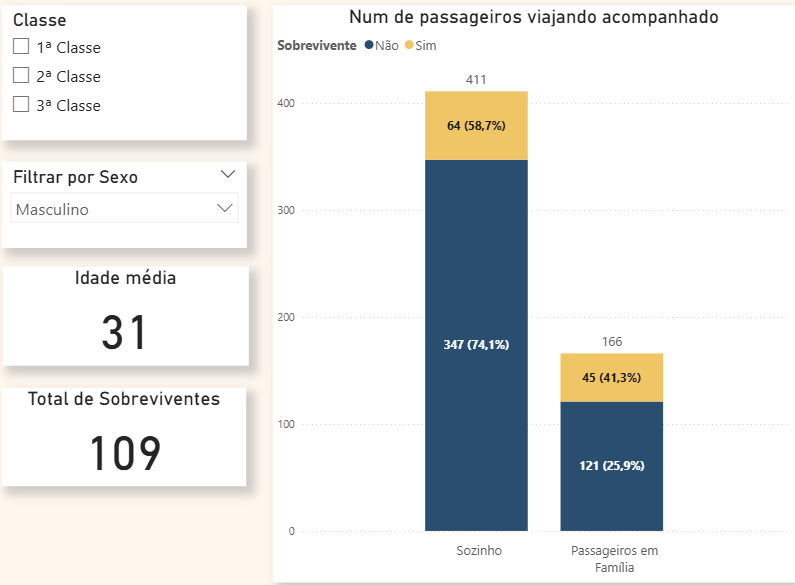 Classe
1ª Classe
2ª Classe
3ª Classe
Filtrar por Sexo
Masculino
Idade média
31
Total de Sobreviventes
109
Num de passageiros viajando acompanhado
Sobrevivente Não Sim
411
400
64 (58,7%)
300
200
347 (74,1%)
166
45 (41,3%)
100
121 (25,9%)
0
Sozinho
Passageiros em
Família